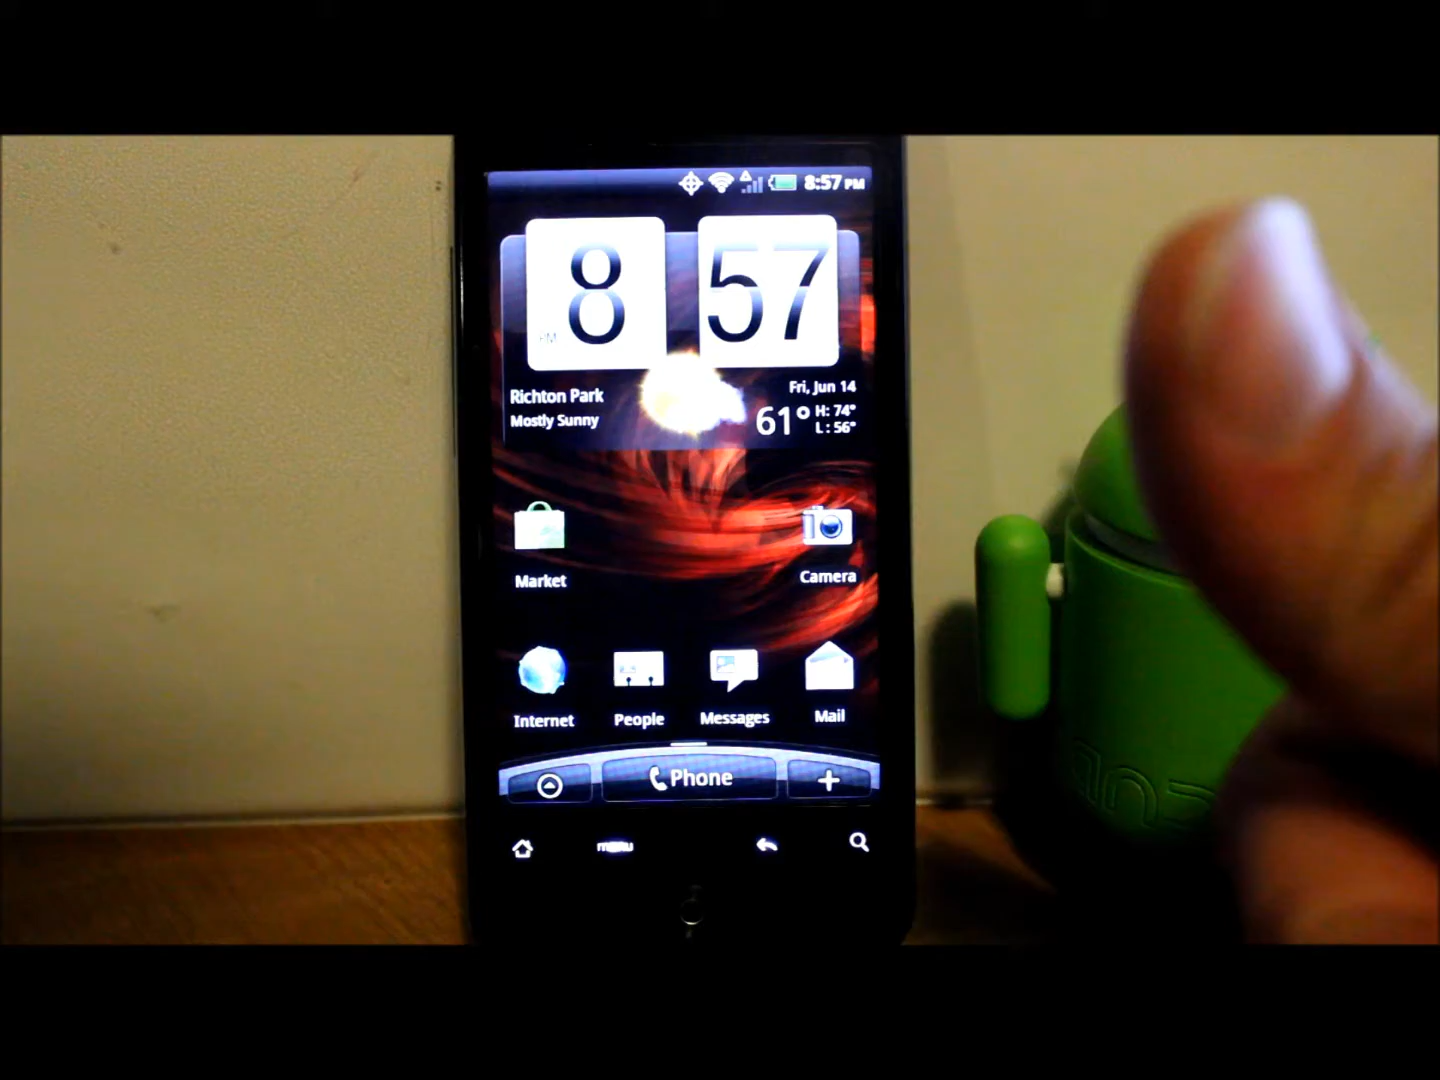 8:57 PM
8 57
PM
Richton Park
Fri, Jun 14
Mostly Sunny
61° H: 74°
L: 56°
Market
Camera
Internet
People
Messages
Mail
Phone
menu